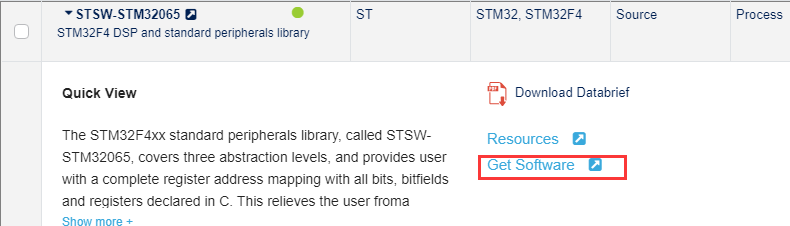 STSW-STM32065
ST
STM32, STM32F4
Source
Process
STM32F4 DSP and standard peripherals library
Quick View
PDF
Download Databrief
The STM32F4xx standard peripherals library, called STSW-
STM32065, covers three abstraction levels, and provides user
with a complete register address mapping with all bits, bitfields
and registers declared in C. This relieves the user froma
Show more +
Resources
Get Software